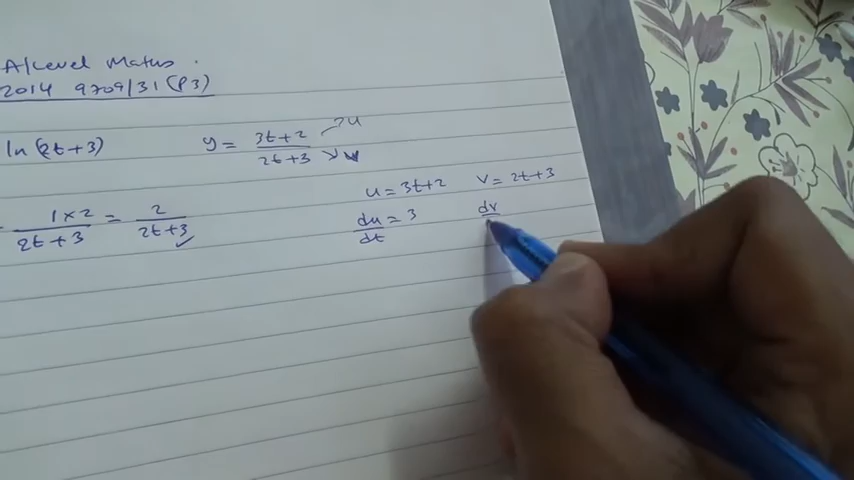 A/Level Maths
2014 9709/31 (P3)
ln(2t+3) y = 3t+2 / 2t+3 → u → v
u = 3t+2 v = 2t+3
1×2 / 2t+3 = 2 / 2t+3 ✓
du/dt = 3 dv